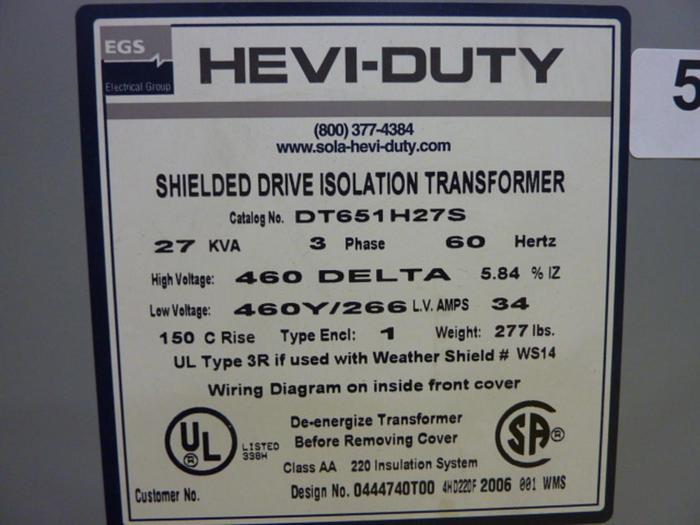 EGS
Electrical Group
HEVI-DUTY
5
(800) 377-4384
www.sola-hevi-duty.com
SHIELDED DRIVE ISOLATION TRANSFORMER
Catalog No. DT651H27S
27 KVA 3 Phase 60 Hertz
High Voltage: 460 DELTA 5.84 % IZ
Low Voltage: 460Y/266 L.V. AMPS 34
150 C Rise Type Encl: 1 Weight: 277 lbs.
UL Type 3R if used with Weather Shield # WS14
Wiring Diagram on inside front cover
UL ®
LISTED
338H
De-energize Transformer
Before Removing Cover
SA ®
Class AA 220 Insulation System
Customer No. Design No. 0444740T00 4HD22DF 2006 001 WMS